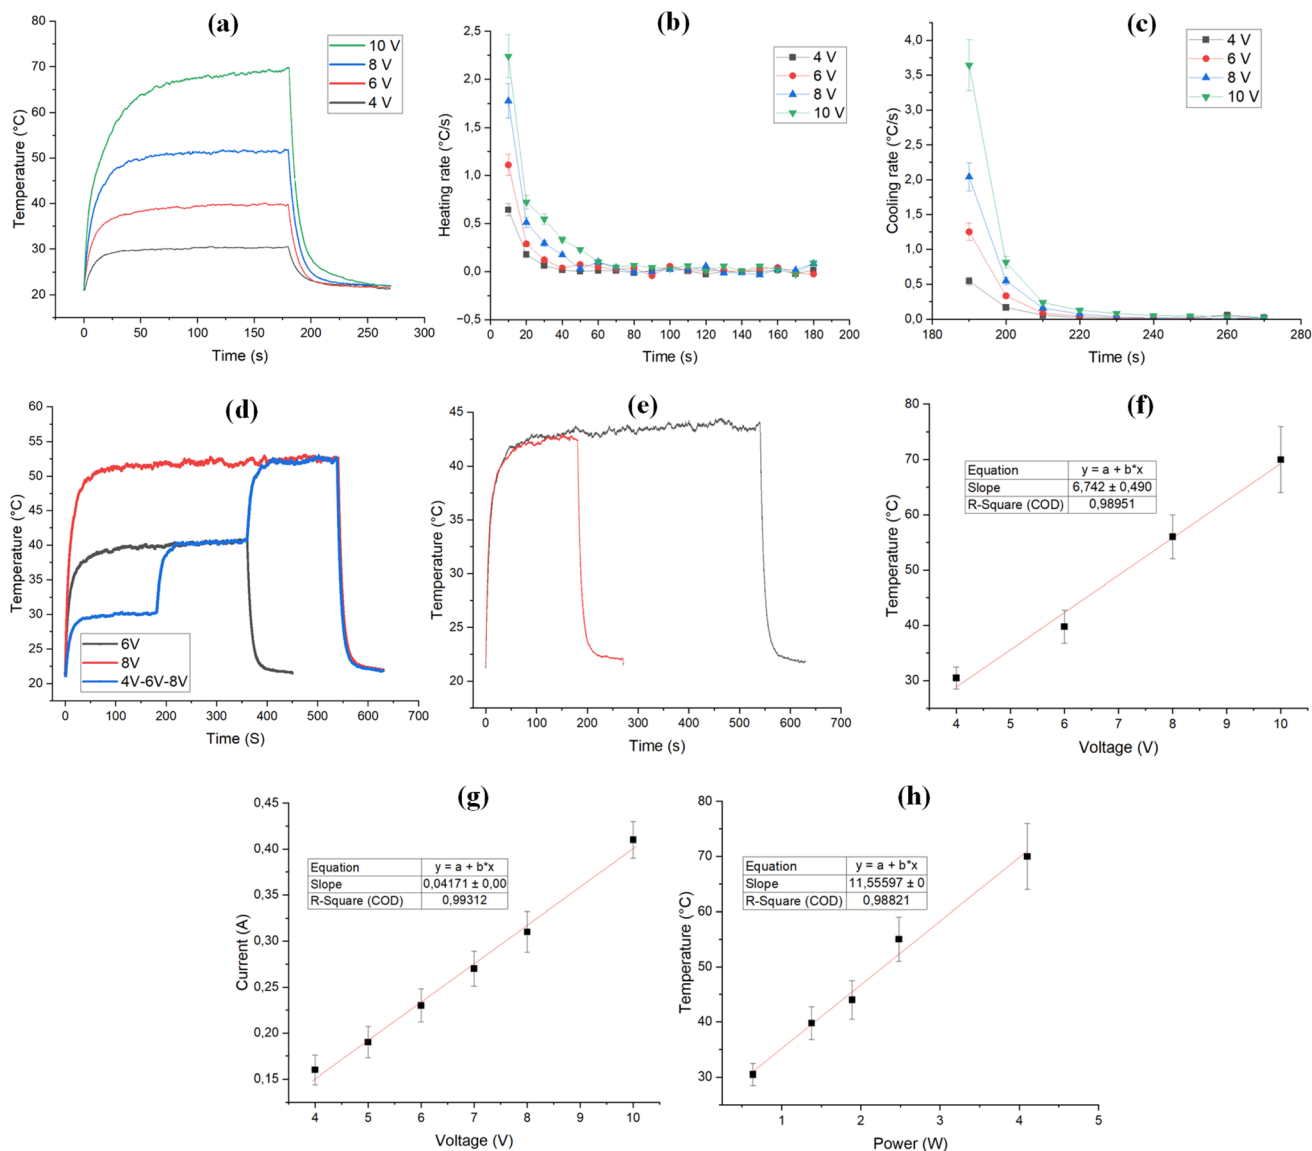 (a)
80
70
60
50
40
30
20
Temperature (°C)
10 V
8 V
6 V
4 V
0
50
100
150
200
250
300
Time (s)
(b)
2,5
2,0
1,5
1,0
0,5
0,0
−0,5
Heating rate (°C/s)
4 V
6 V
8 V
10 V
0
20
40
60
80
100
120
140
160
180
200
Time (s)
(c)
4,0
3,5
3,0
2,5
2,0
1,5
1,0
0,5
0,0
Cooling rate (°C/s)
4 V
6 V
8 V
10 V
180
200
220
240
260
280
Time (s)
(d)
60
55
50
45
40
35
30
25
20
Temperature (°C)
6V
8V
4V-6V-8V
0
100
200
300
400
500
600
700
Time (S)
(e)
45
40
35
30
25
20
Temperature (°C)
0
100
200
300
400
500
600
700
Time (s)
(f)
80
70
60
50
40
30
Temperature (°C)
Equation y = a + b*x
Slope 6,742 ± 0,490
R-Square (COD) 0,98951
4
5
6
7
8
9
10
Voltage (V)
(g)
0,45
0,40
0,35
0,30
0,25
0,20
0,15
Current (A)
Equation y = a + b*x
Slope 0,04171 ± 0,00
R-Square (COD) 0,99312
4
5
6
7
8
9
10
Voltage (V)
(h)
80
70
60
50
40
30
Temperature (°C)
Equation y = a + b*x
Slope 11,55597 ± 0
R-Square (COD) 0,98821
1
2
3
4
5
Power (W)